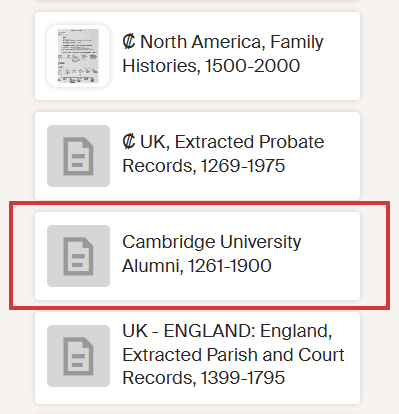 ₡ North America, Family
Histories, 1500-2000
₡ UK, Extracted Probate
Records, 1269-1975
Cambridge University
Alumni, 1261-1900
UK - ENGLAND: England,
Extracted Parish and Court
Records, 1399-1795